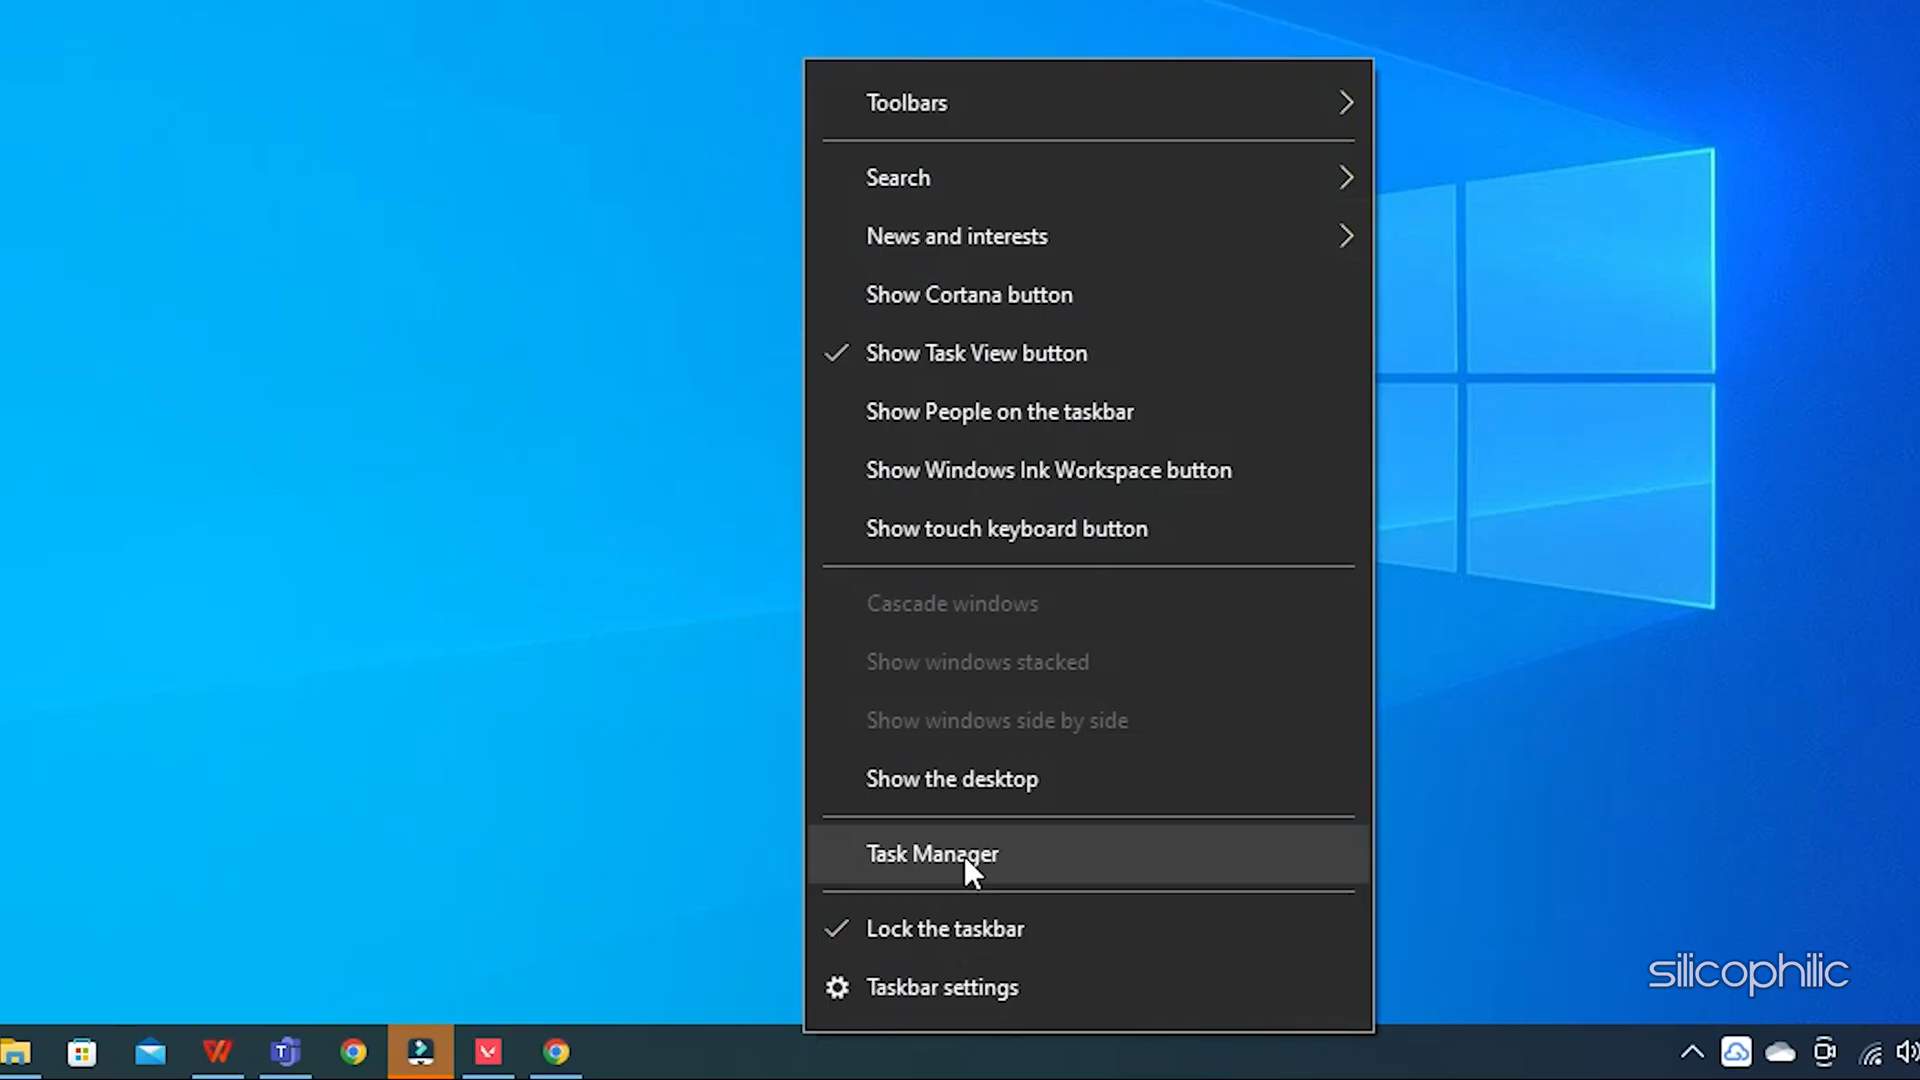 Toolbars
Search
News and interests
Show Cortana button
Show Task View button
Show People on the taskbar
Show Windows Ink Workspace button
Show touch keyboard button
Cascade windows
Show windows stacked
Show windows side by side
Show the desktop
Task Manager
Lock the taskbar
Taskbar settings
silicophilic